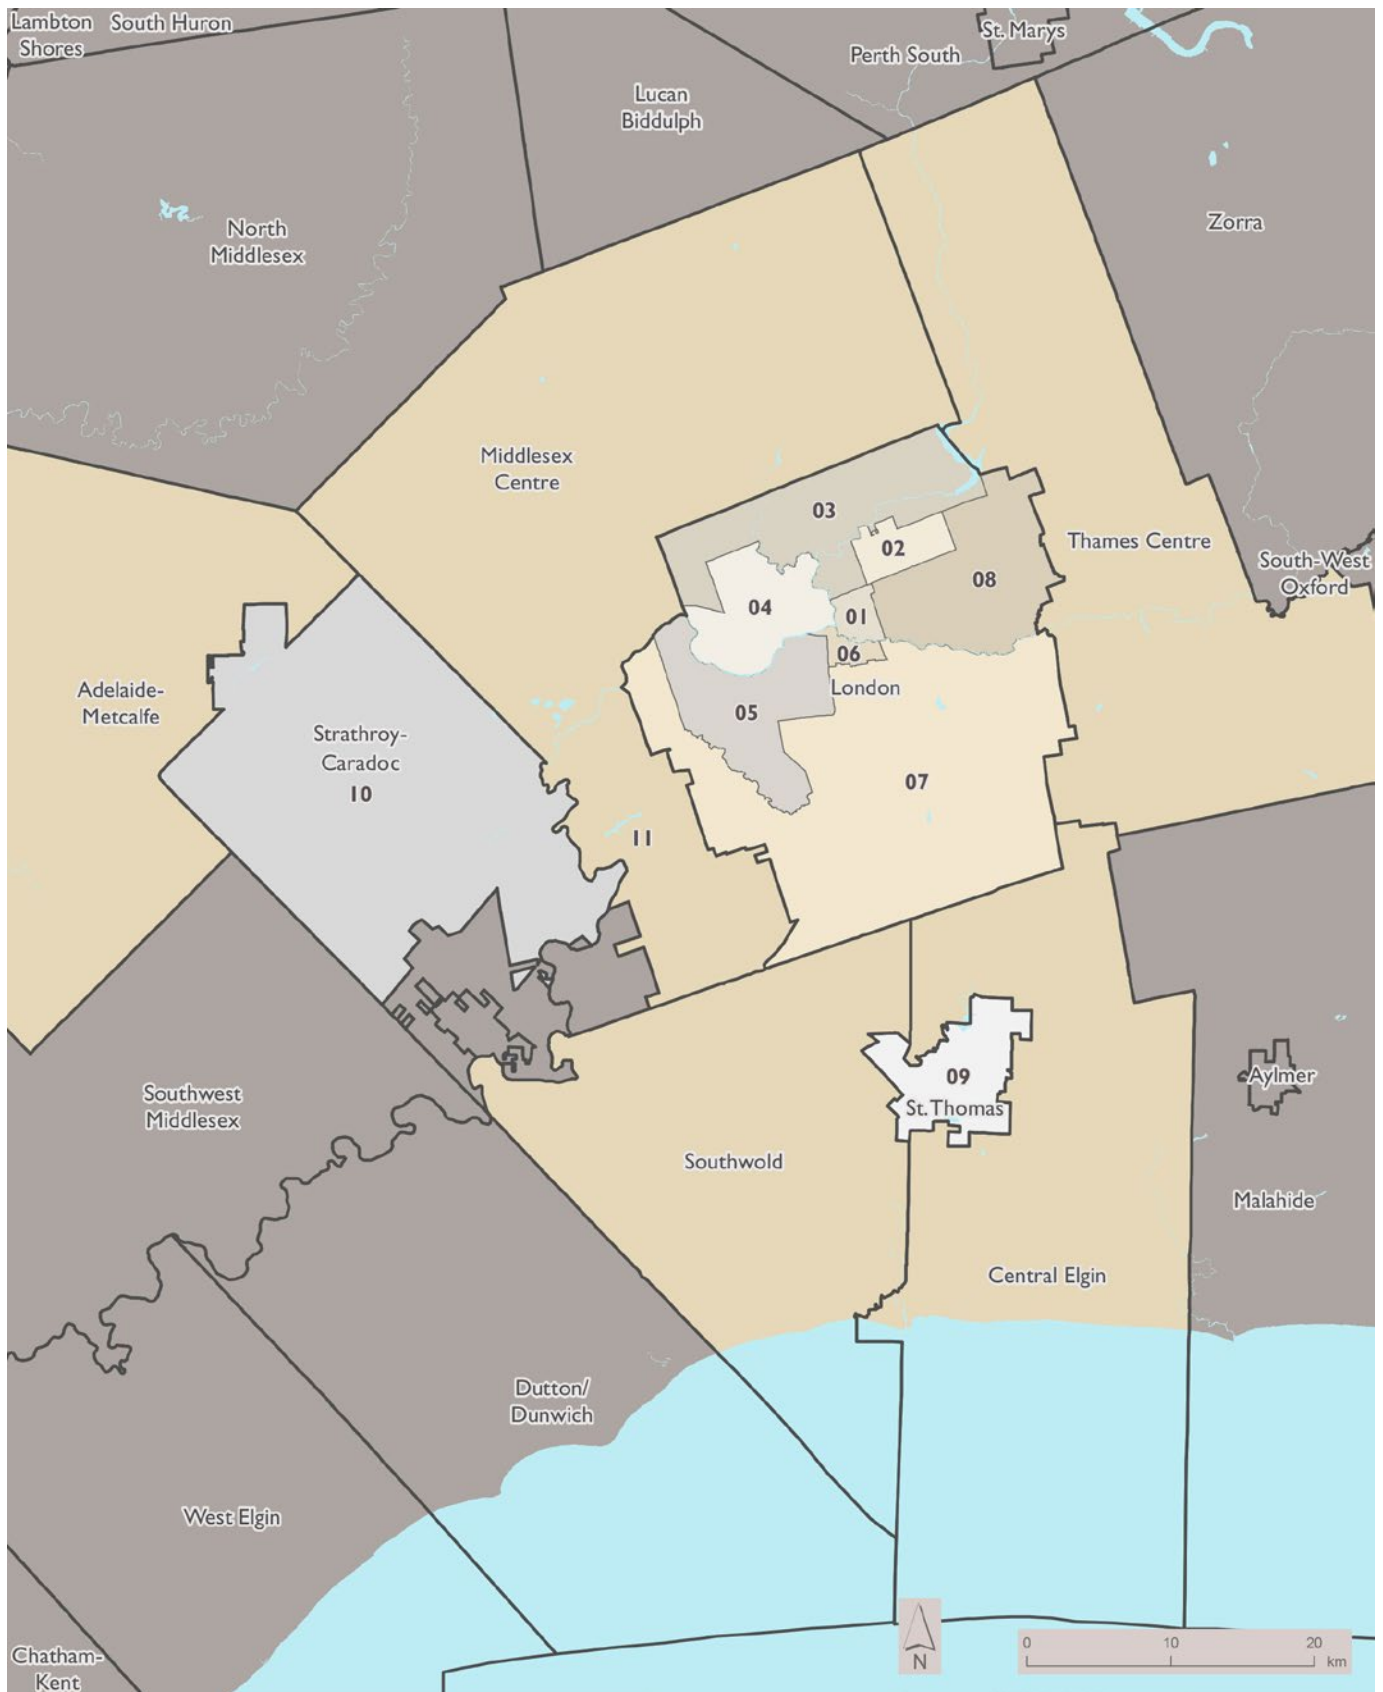 Lambton
Shores
South Huron
St. Marys
Perth South
Lucan
Biddulph
North
Middlesex
Zorra
Middlesex
Centre
03
02
Thames Centre
South-West
Oxford
08
04
01
06
London
Adelaide-
Metcalfe
05
Strathroy-
Caradoc
10
07
11
09
St. Thomas
Aylmer
Southwest
Middlesex
Southwold
Malahide
Central Elgin
Dutton/
Dunwich
West Elgin
Chatham-
Kent
N
0 10 20
km